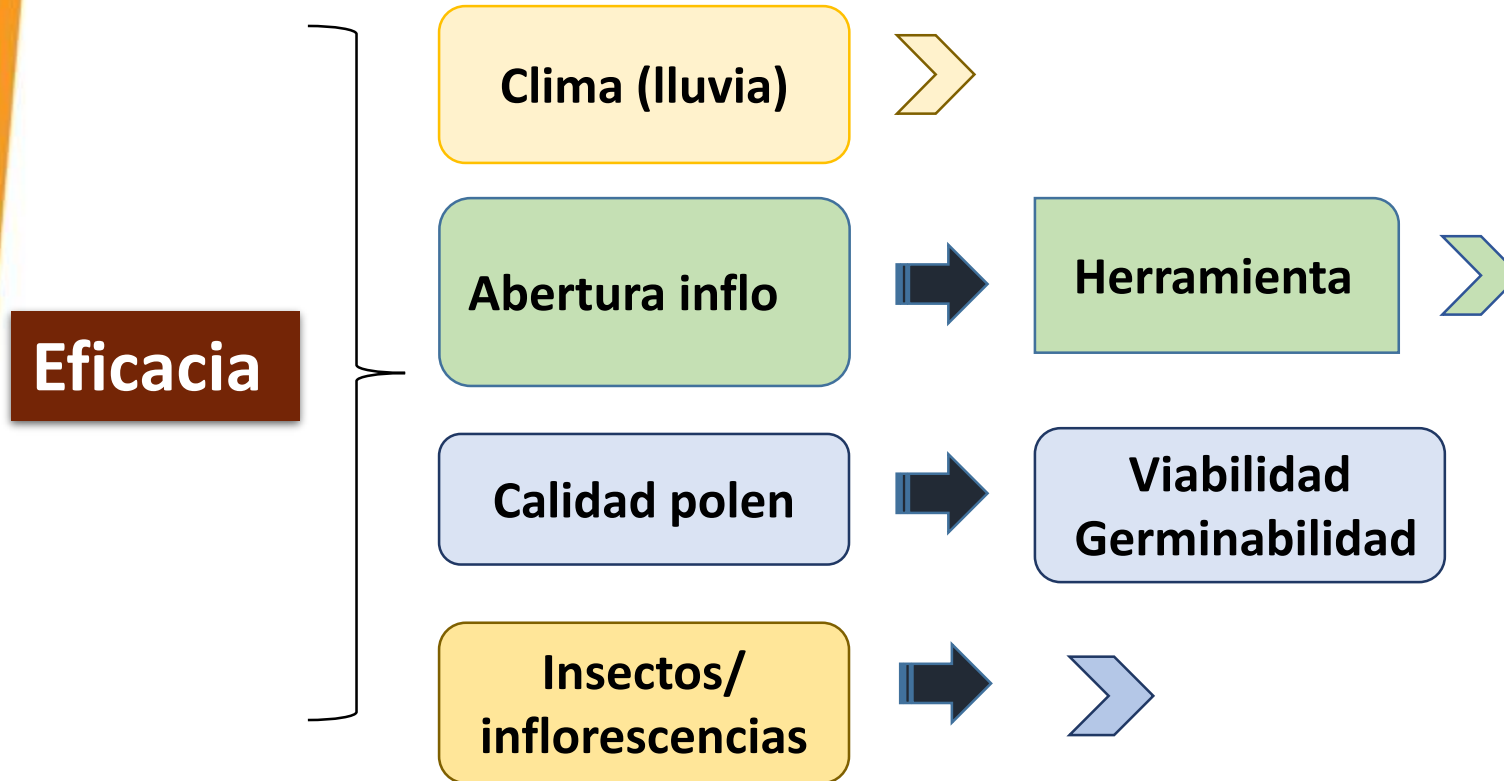 Clima (lluvia)
Abertura inflo
Herramienta
Eficacia
Calidad polen
Viabilidad
Germinabilidad
Insectos/
inflorescencias